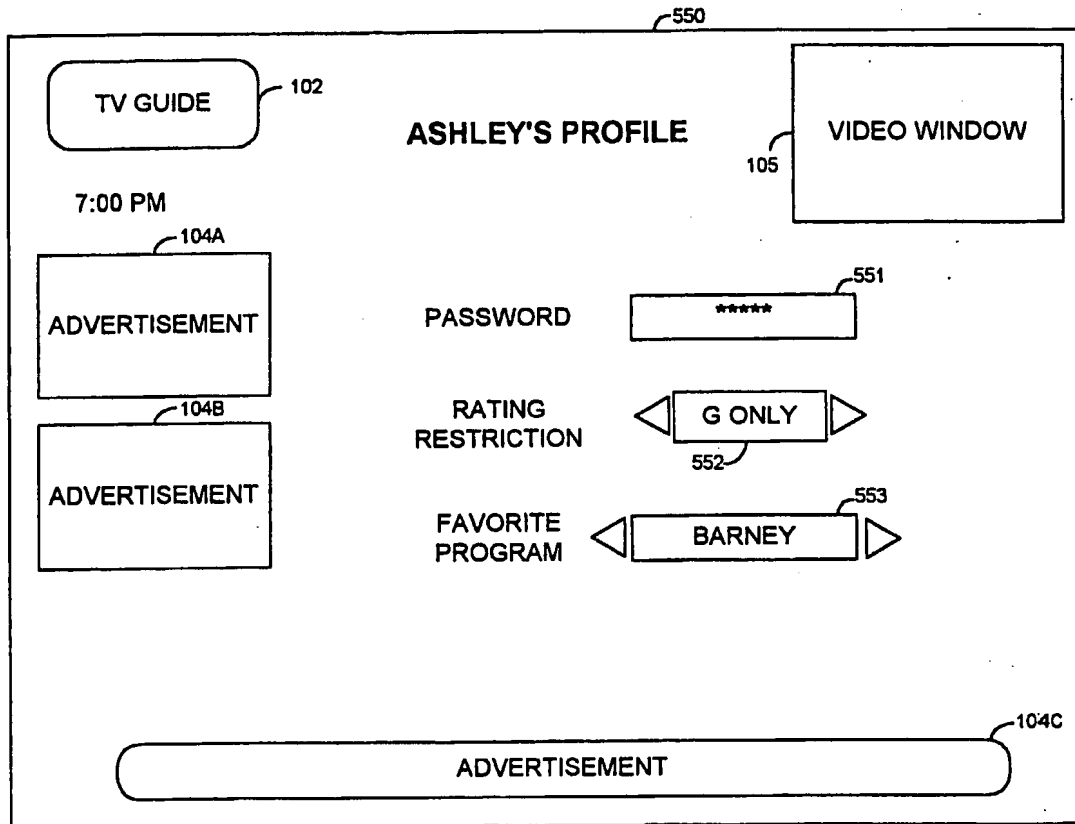 550
TV GUIDE
102
ASHLEY'S PROFILE
VIDEO WINDOW
105
7:00 PM
104A
ADVERTISEMENT
551
PASSWORD
*****
104B
ADVERTISEMENT
RATING
RESTRICTION
G ONLY
552
553
FAVORITE
PROGRAM
BARNEY
104C
ADVERTISEMENT